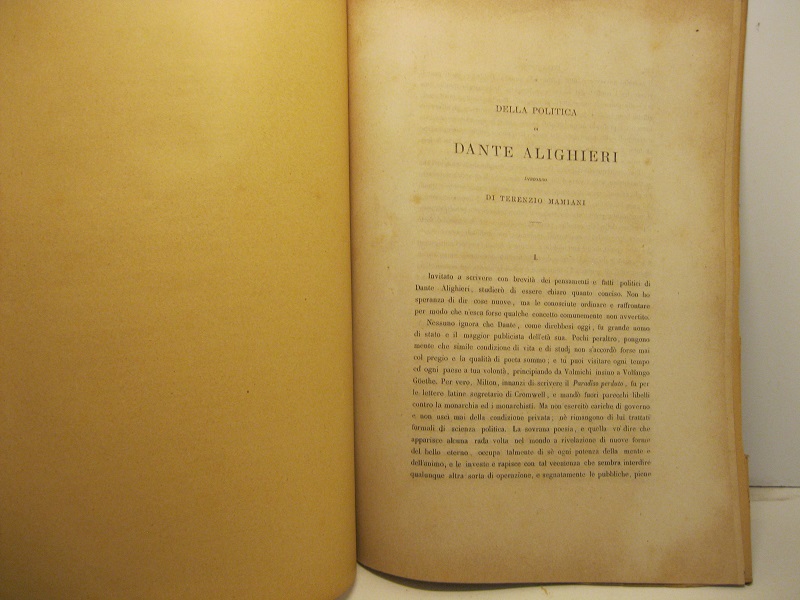 DELLA POLITICA
DI
DANTE ALIGHIERI
PENSIERI
DI TERENZIO MAMIANI
I.
Invitato a scrivere con brevità dei pensamenti e fatti politici di
Dante Alighieri, studierò di essere chiaro quanto conciso. Non ho
speranza di dir cose nuove, ma le conosciute ordinare e raffrontare
per modo che n'esca forse qualche concetto comunemente non avvertito.
Nessuno ignora che Dante, come direbbesi oggi, fu grande uomo
di stato e il maggior publicista dell'età sua. Pochi peraltro, pongono
mente che simile condizione di vita e di studj non s'accordò forse mai
col pregio e la qualità di poeta sommo; e tu puoi visitare ogni tempo
ed ogni paese a tua volontà, principiando da Valmichi insino a Volfango
Göethe. Per vero, Milton, innanzi di scrivere il Paradiso perduto, fu per
le lettere latine segretario di Cromwell, e mandò fuori parecchi libelli
contro la monarchia ed i monarchisti. Ma non esercitò cariche di governo
e non uscì mai della condizione privata; nè rimangono di lui trattati
formali di scienza politica. La sovrana poesia, e quella vo' dire che
apparisce alcuna rada volta nel mondo a rivelazione di nuove forme
del bello eterno, occupa talmente di sè ogni potenza della mente e
dell'animo, e le investe e rapisce con tal veemenza che sembra interdire
qualunque altra sorta di operazione, e segnatamente le pubbliche, piene